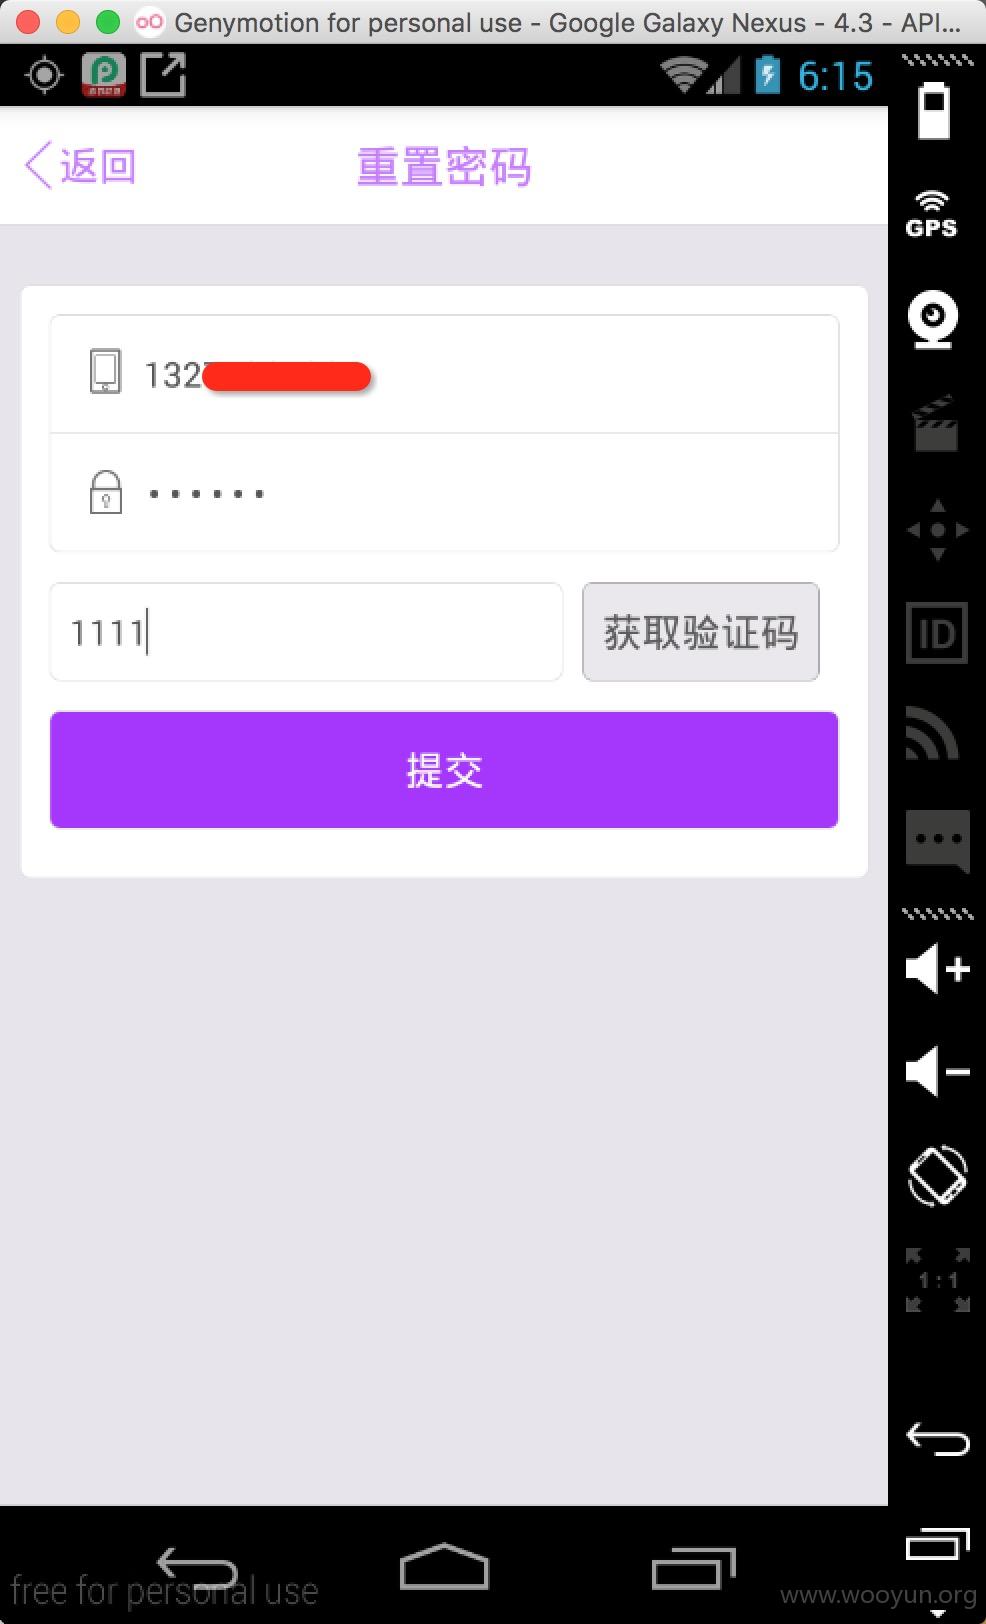 Genymotion for personal use - Google Galaxy Nexus - 4.3 - API...
6:15
返回
重置密码
GPS
132
ID
1111
获取验证码
提交
1:1
free for personal use
www.wooyun.org